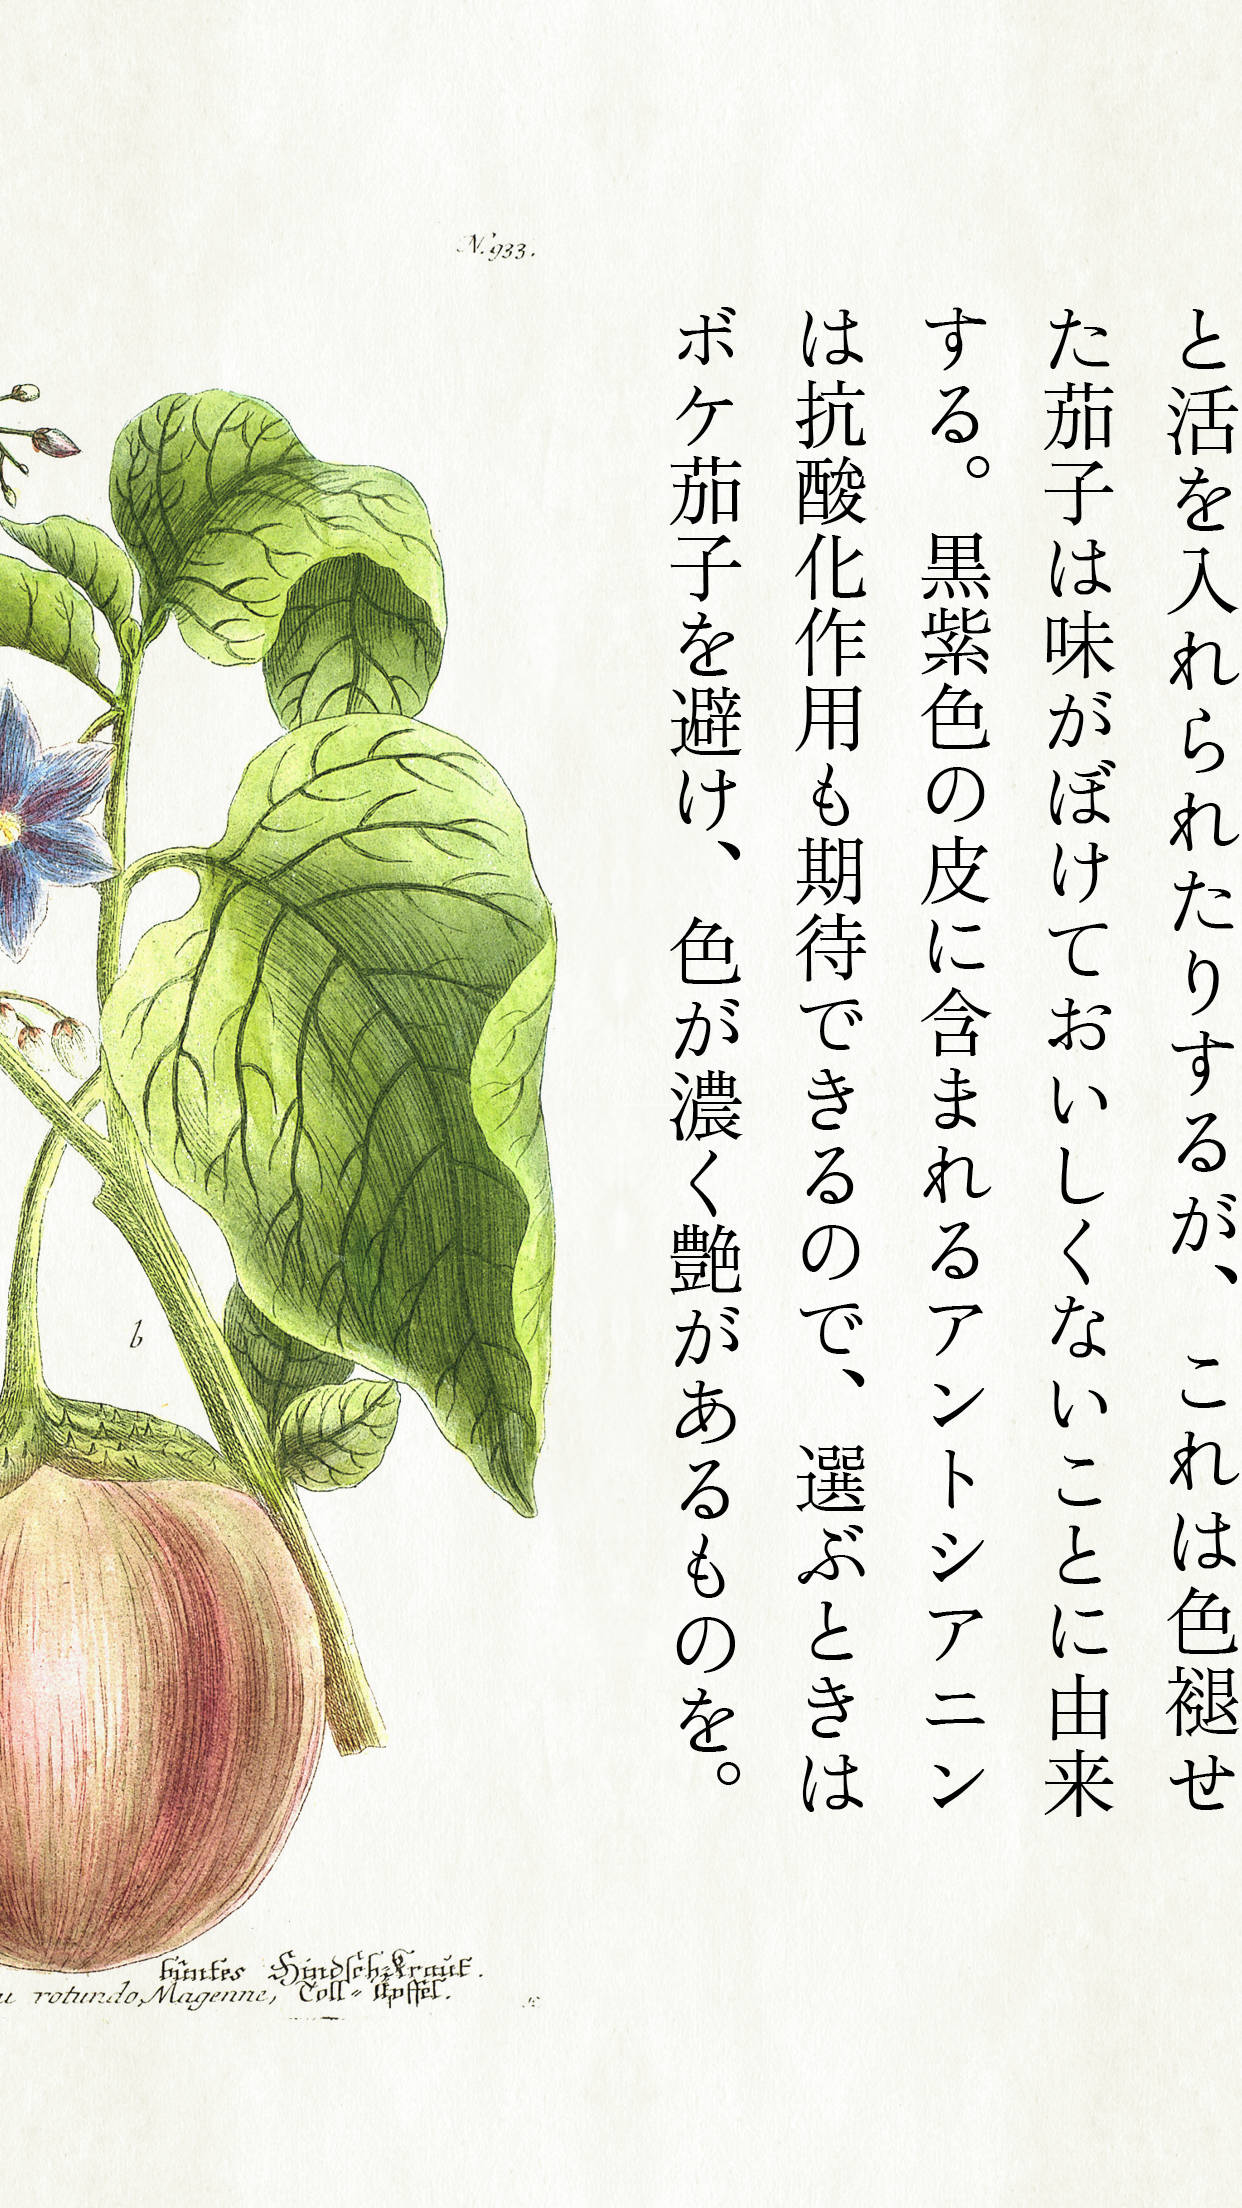 と活を入れられたりするが、これは色褪せ
た茄子は味がぼけておいしくないことに由来
する。黒紫色の皮に含まれるアントシアニン
は抗酸化作用も期待できるので、選ぶときは
ボケ茄子を避け、色が濃く艶があるものを。
N. 933.
b
buntes Hindsch-Kraut.
u rotundo, Magenne, Toll-Äpffel.